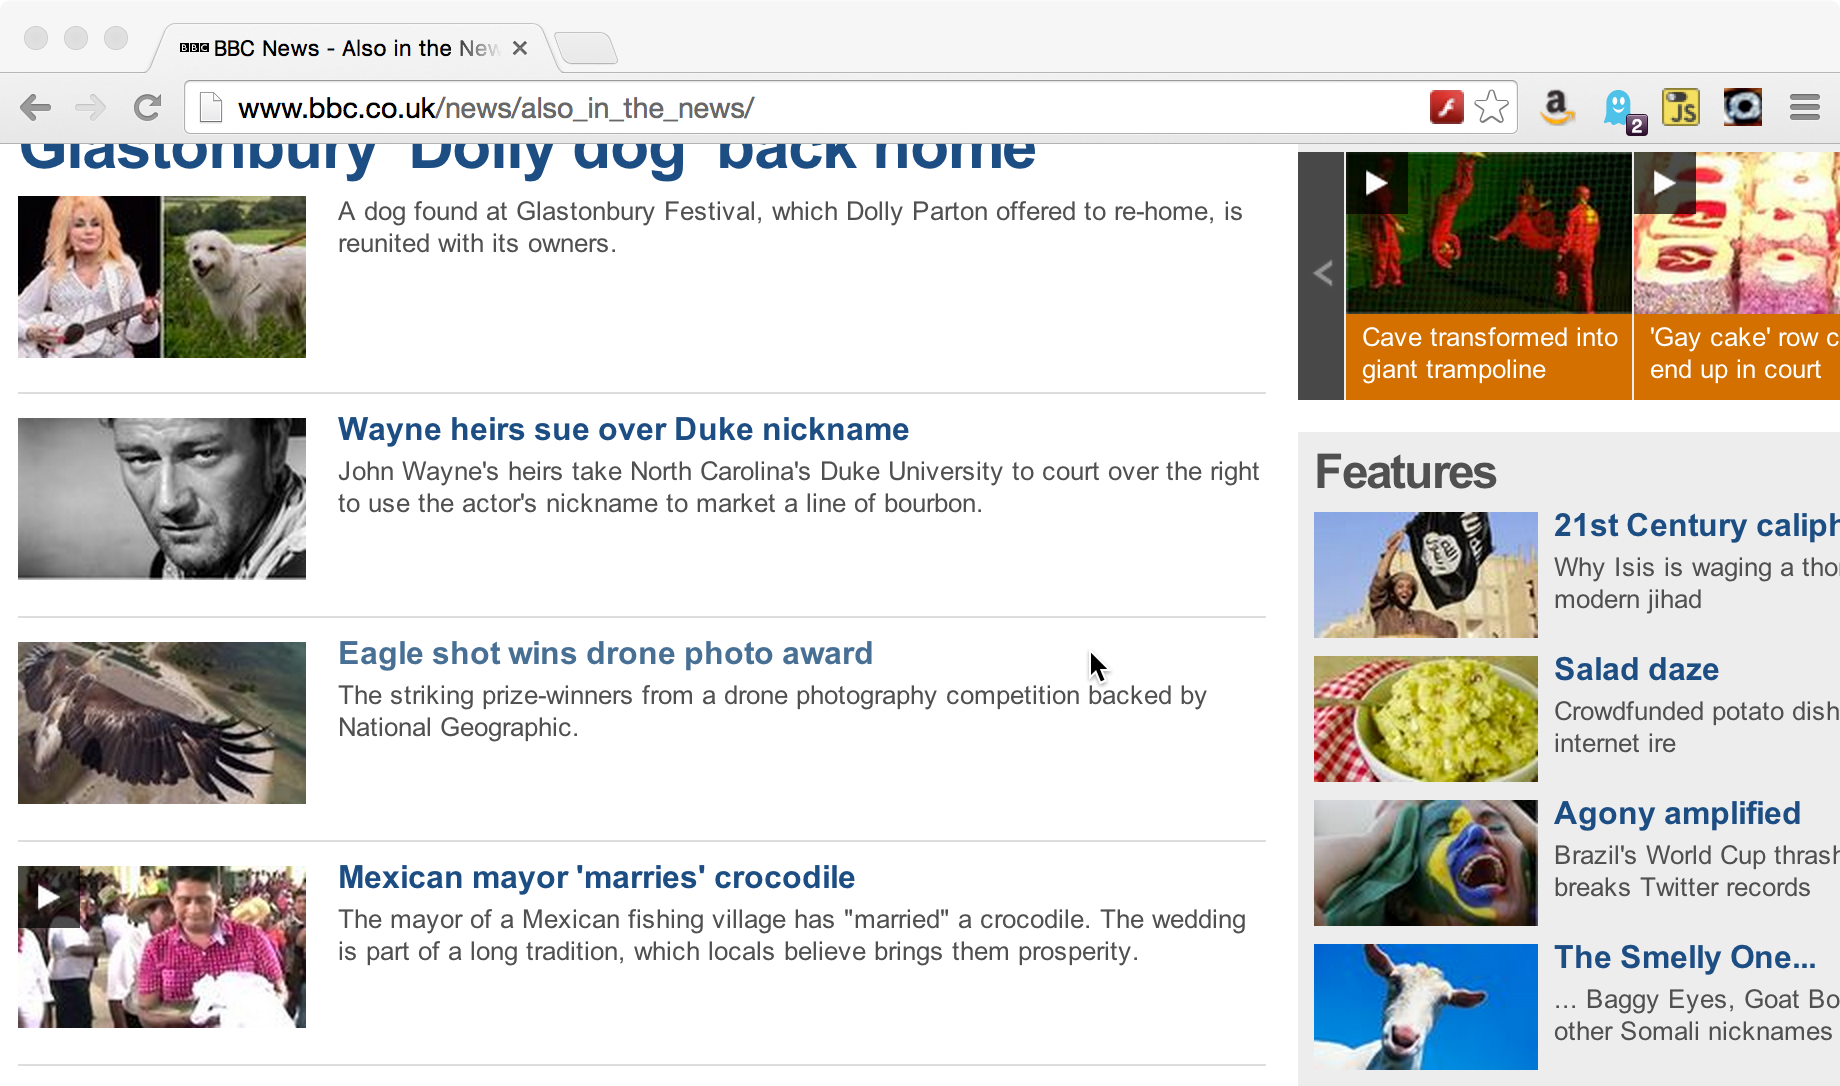 BBC BBC News - Also in the New
www.bbc.co.uk/news/also_in_the_news/
a
2
JS
Glastonbury 'Dolly dog' back home
A dog found at Glastonbury Festival, which Dolly Parton offered to re-home, is
reunited with its owners.
Wayne heirs sue over Duke nickname
John Wayne's heirs take North Carolina's Duke University to court over the right
to use the actor's nickname to market a line of bourbon.
Eagle shot wins drone photo award
The striking prize-winners from a drone photography competition backed by
National Geographic.
Mexican mayor 'marries' crocodile
The mayor of a Mexican fishing village has "married" a crocodile. The wedding
is part of a long tradition, which locals believe brings them prosperity.
Cave transformed into
giant trampoline
'Gay cake' row c
end up in court
Features
21st Century caliph
Why Isis is waging a tho
modern jihad
Salad daze
Crowdfunded potato dish
internet ire
Agony amplified
Brazil's World Cup thrash
breaks Twitter records
The Smelly One...
... Baggy Eyes, Goat Bo
other Somali nicknames